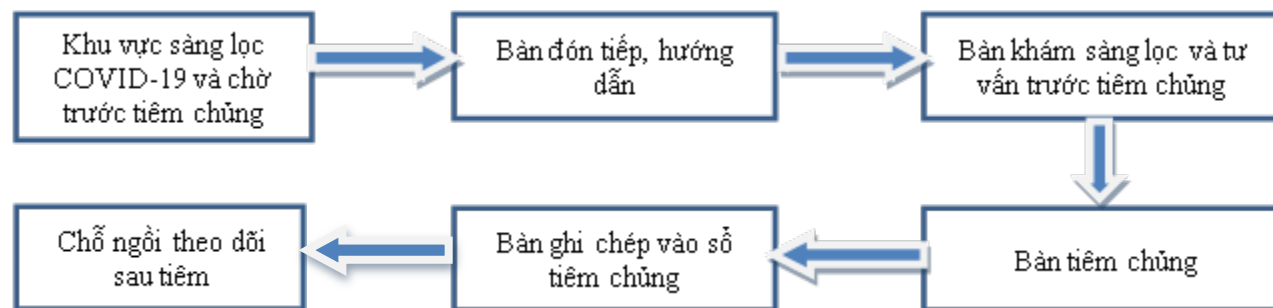 Khu vực sàng lọc
COVID-19 và chờ
trước tiêm chủng
Bàn đón tiếp, hướng
dẫn
Bàn khám sàng lọc và tư
vấn trước tiêm chủng
Bàn tiêm chủng
Bàn ghi chép vào sổ
tiêm chủng
Chỗ ngồi theo dõi
sau tiêm